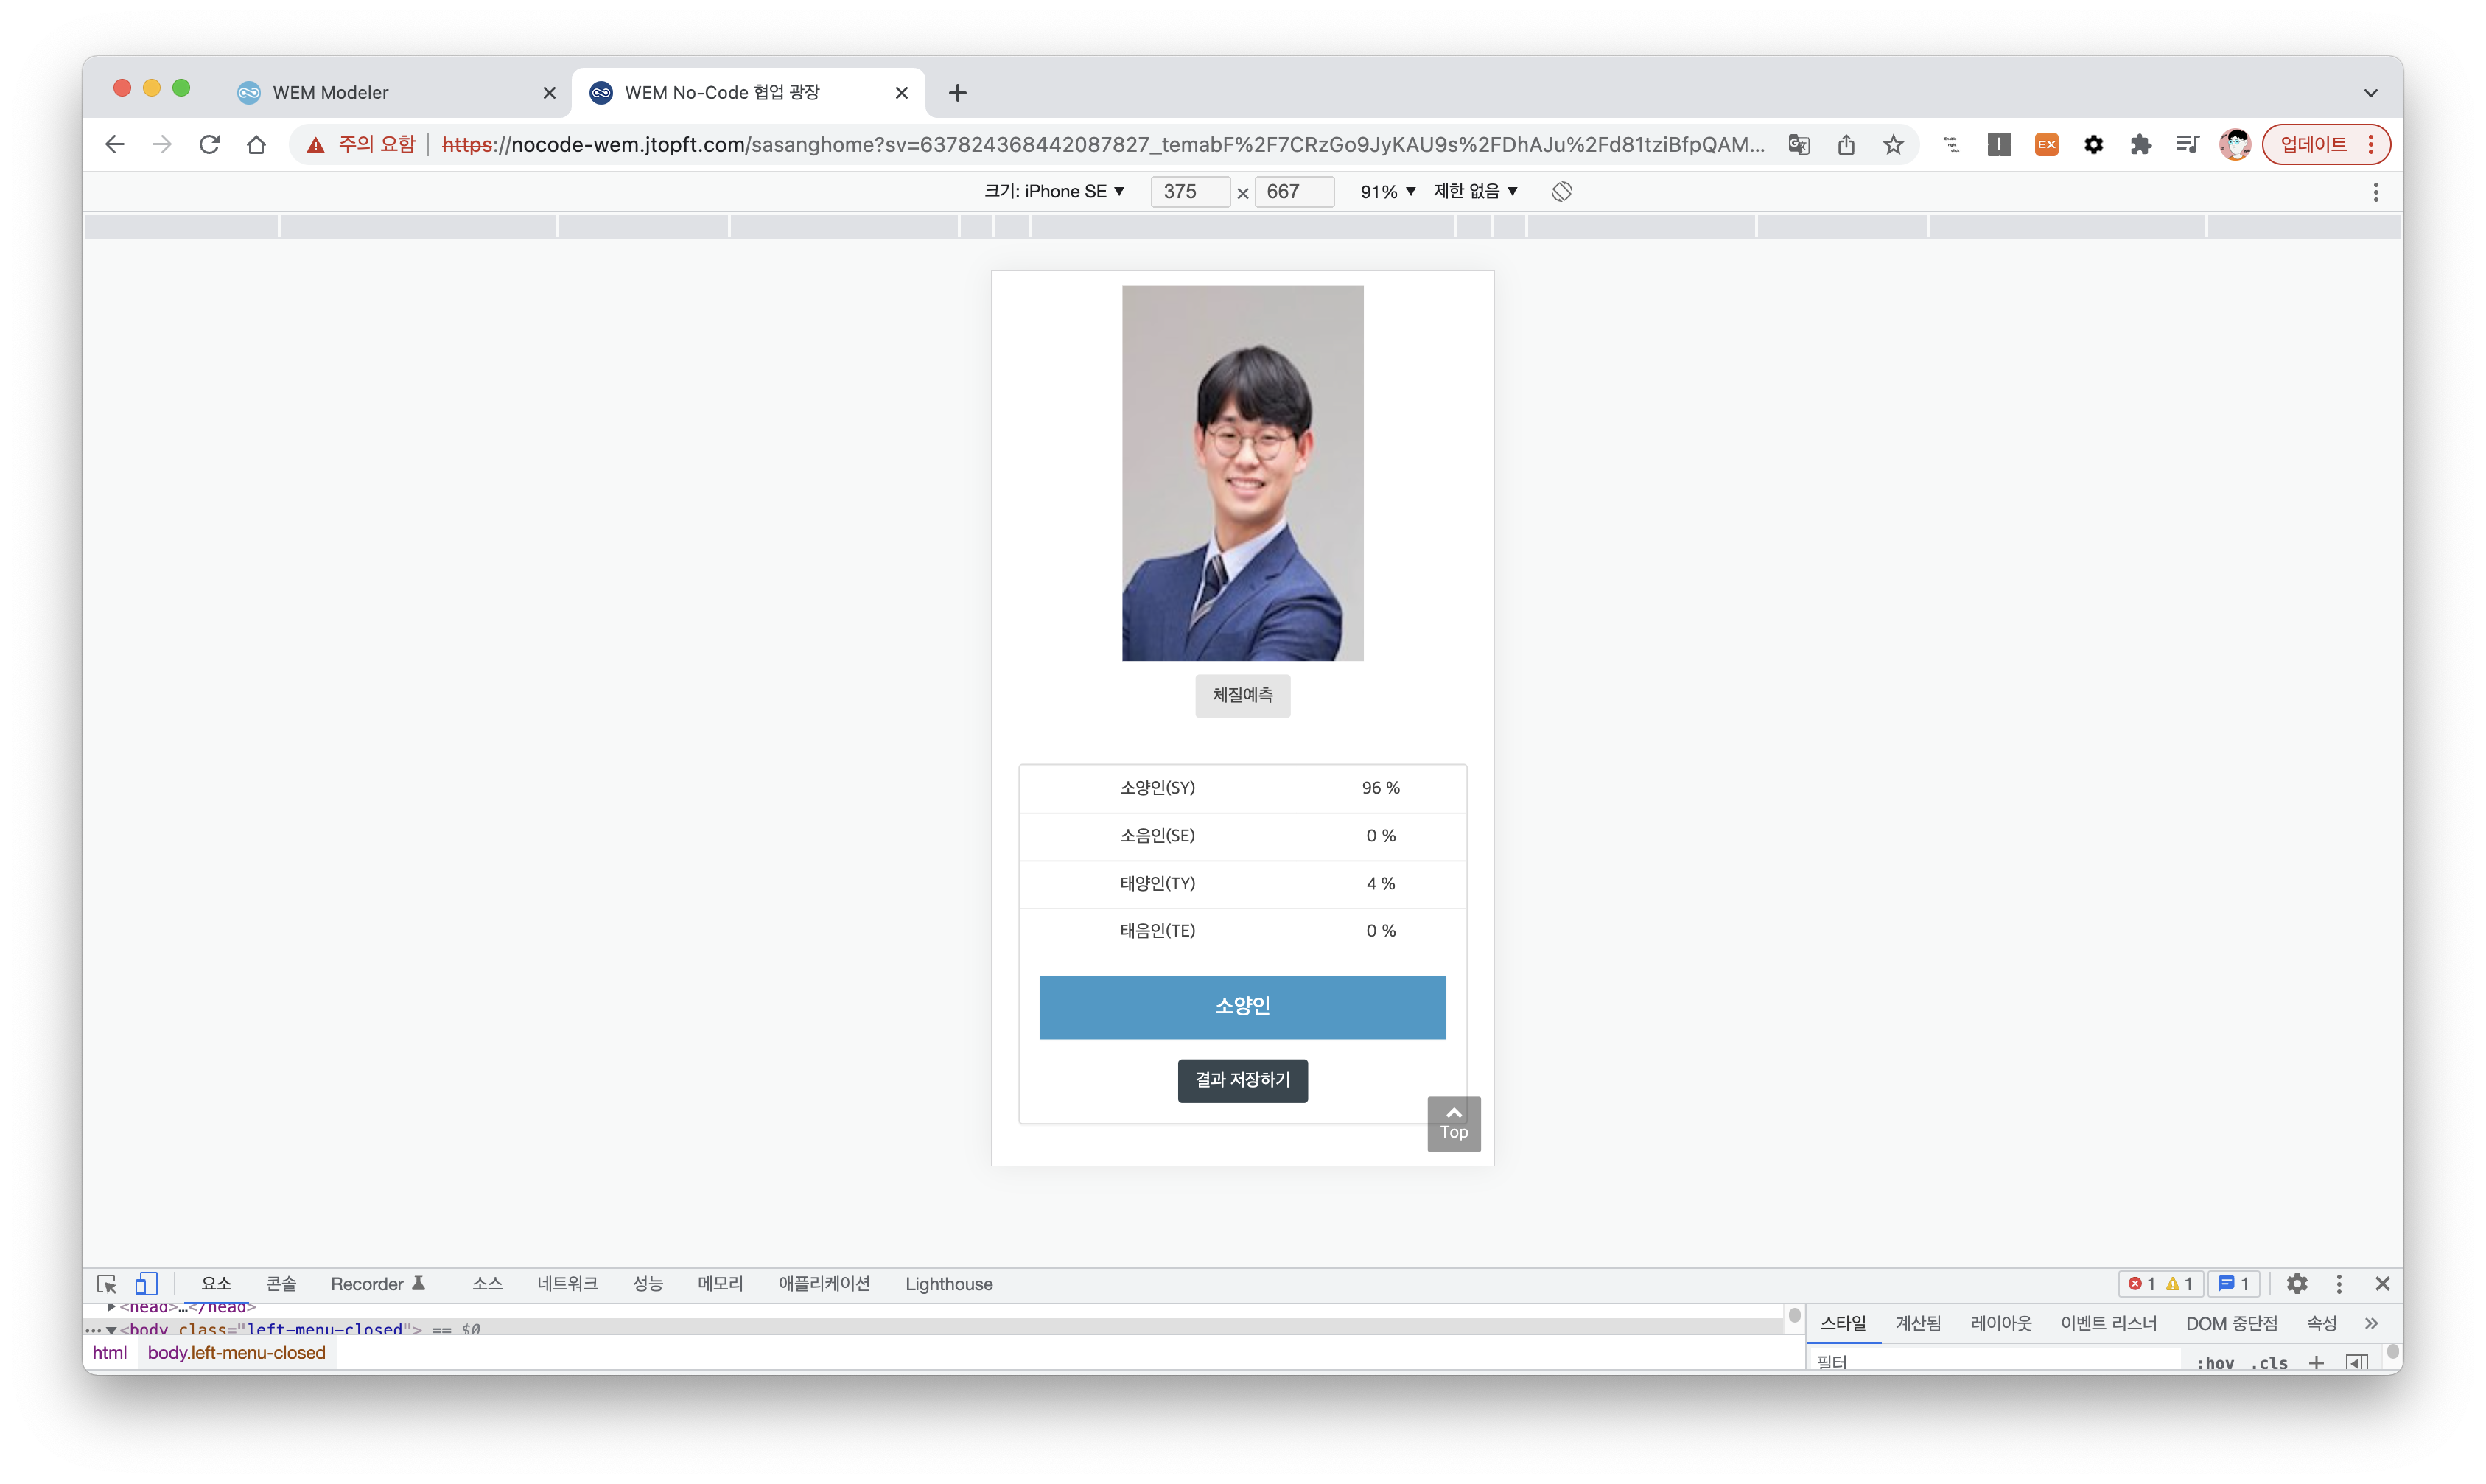 WEM Modeler
WEM No-Code 협업 광장
주의 요함 https://nocode-wem.jtopft.com/sasanghome?sv=637824368442087827_temabF%2F7CRzGo9JyKAU9s%2FDhAJu%2Fd81tziBfpQAM... EX 업데이트
크기: iPhone SE ▼ 375 × 667 91% ▼ 제한 없음 ▼
체질예측
소양인(SY) 96 %
소음인(SE) 0 %
태양인(TY) 4 %
태음인(TE) 0 %
소양인
결과 저장하기
Top
요소 콘솔 Recorder 소스 네트워크 성능 메모리 애플리케이션 Lighthouse 1 1 1
▶<head>…</head>
… ▼<body class="left-menu-closed"> == $0
html body.left-menu-closed
스타일 계산됨 레이아웃 이벤트 리스너 DOM 중단점 속성 »
필터 :hov .cls +